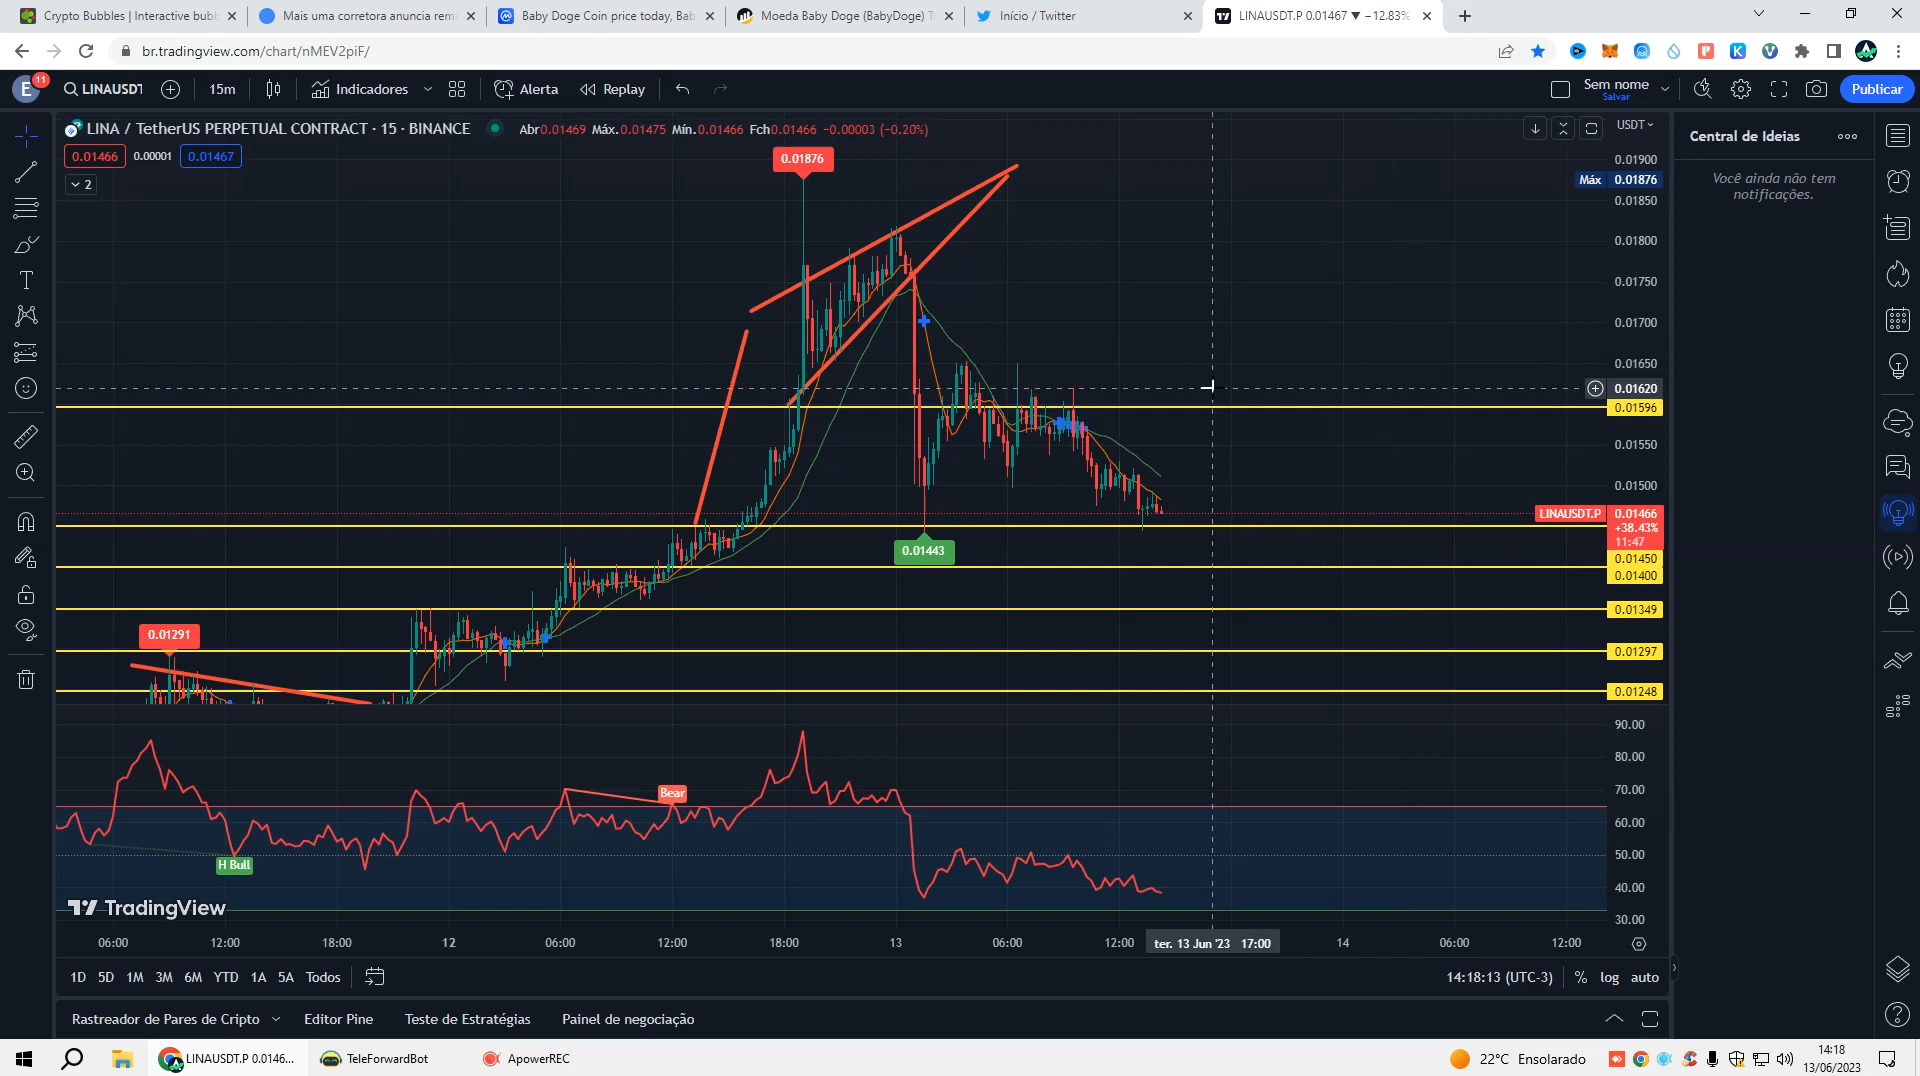 Crypto Bubbles | Interactive bubb
Mais uma corretora anuncia rem
Baby Doge Coin price today, Bab
Moeda Baby Doge (BabyDoge) T
Início / Twitter
LINAUSDT.P 0.01467 ▼ −12.83%
br.tradingview.com/chart/nMEV2piF/
E
11
LINAUSDT
15m
Indicadores
Alerta
Replay
Sem nome
Salvar
Publicar
LINA / TetherUS PERPETUAL CONTRACT · 15 · BINANCE
Abr0.01469 Máx.0.01475 Mín.0.01466 Fch0.01466 −0.00003 (−0.20%)
0.01466
0.00001
0.01467
2
USDT
Central de Ideias
Você ainda não tem
notificações.
0.01876
0.01291
0.01443
0.01900
Máx 0.01876
0.01850
0.01800
0.01750
0.01700
0.01650
0.01620
0.01596
0.01550
0.01500
LINAUSDT.P
0.01466
+38.43%
11:47
0.01450
0.01400
0.01349
0.01297
0.01248
Bear
H Bull
90.00
80.00
70.00
60.00
50.00
40.00
30.00
TradingView
06:00
12:00
18:00
12
06:00
12:00
18:00
13
06:00
12:00
ter. 13 Jun '23 17:00
14
06:00
12:00
1D
5D
1M
3M
6M
YTD
1A
5A
Todos
14:18:13 (UTC-3)
%
log
auto
Rastreador de Pares de Cripto
Editor Pine
Teste de Estratégias
Painel de negociação
LINAUSDT.P 0.0146...
TeleForwardBot
ApowerREC
22°C Ensolarado
14:18
13/06/2023